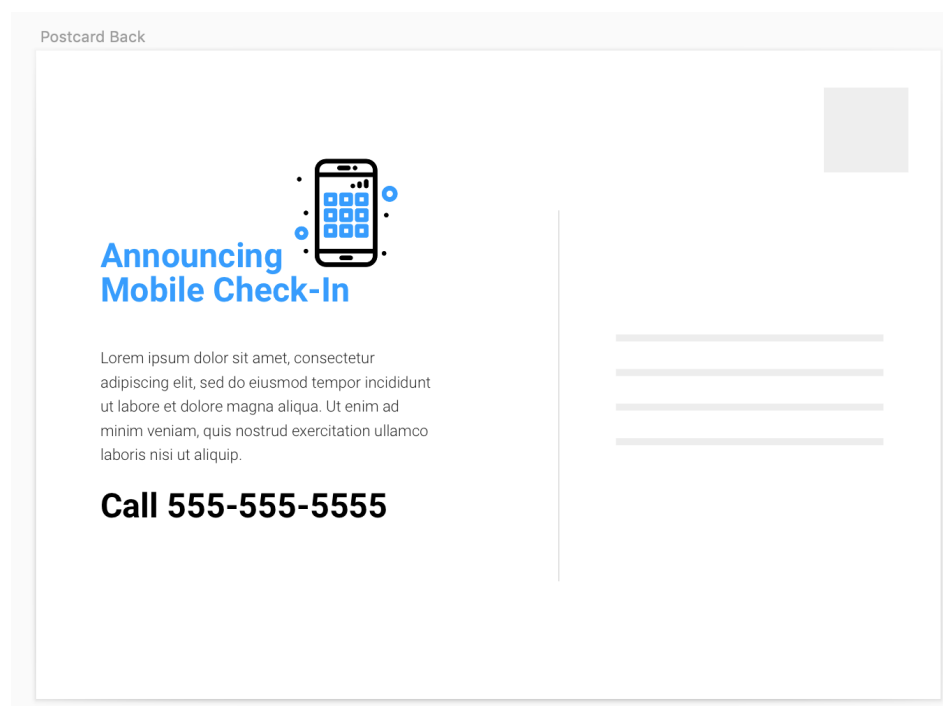 Postcard Back
Announcing
Mobile Check-In
Lorem ipsum dolor sit amet, consectetur
adipiscing elit, sed do eiusmod tempor incididunt
ut labore et dolore magna aliqua. Ut enim ad
minim veniam, quis nostrud exercitation ullamco
laboris nisi ut aliquip.
Call 555-555-5555